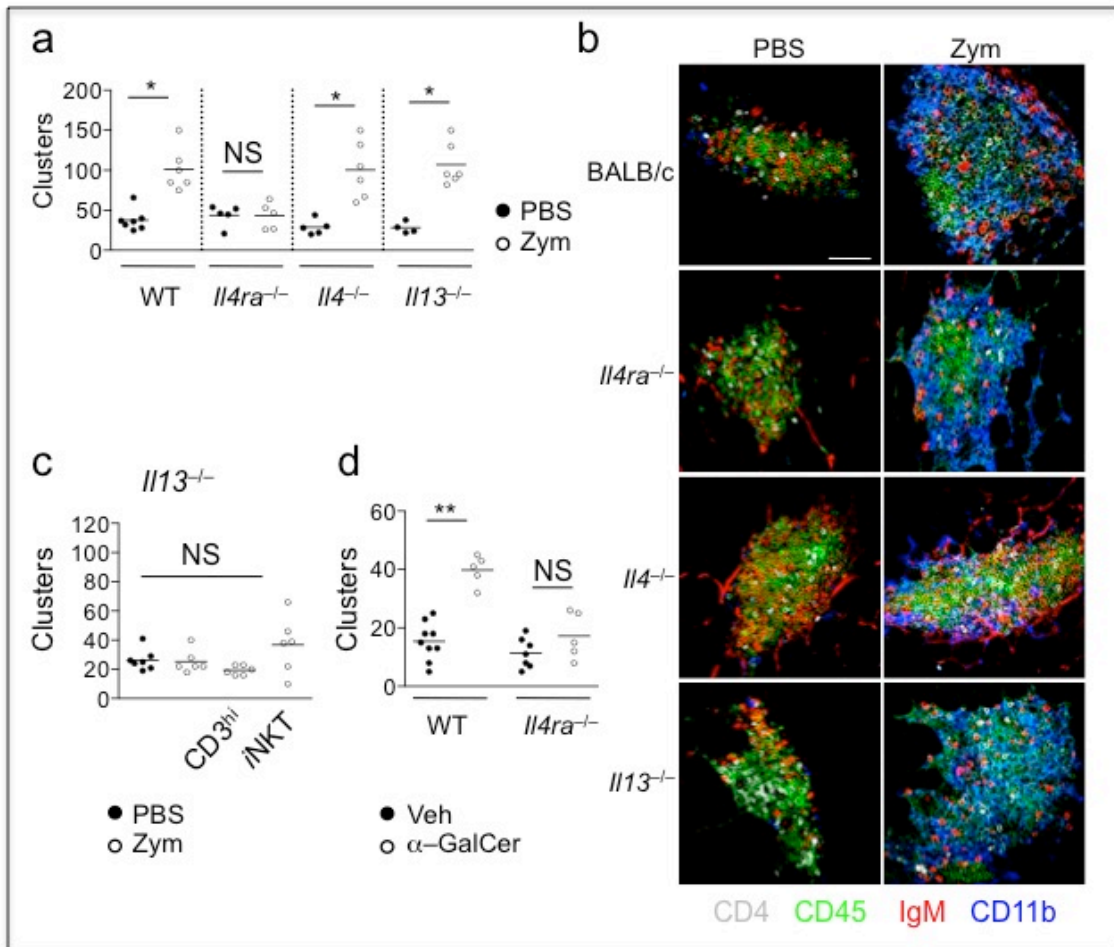 a
200
150
100
50
0
Clusters
*
NS
*
*
PBS
Zym
WT
Il4ra–/–
Il4–/–
Il13–/–
b
PBS
Zym
BALB/c
Il4ra–/–
Il4–/–
Il13–/–
CD4 CD45 IgM CD11b
c
Il13–/–
120
100
80
60
40
20
0
Clusters
NS
CD3hi
iNKT
PBS
Zym
d
60
40
20
0
Clusters
**
NS
WT
Il4ra–/–
Veh
α–GalCer